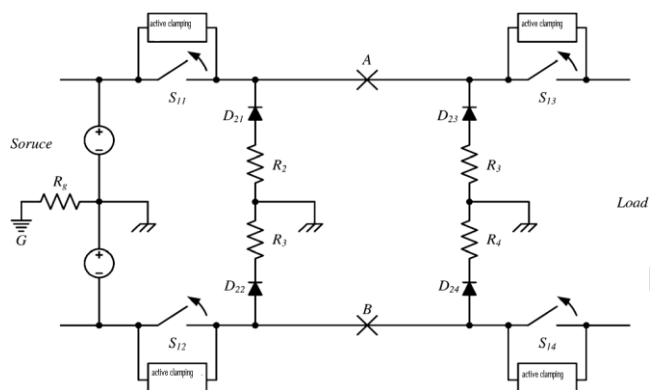 active clamping
active clamping
A
S11
S13
D21
D23
Soruce
R2
R3
Rg
Load
G
R3
R4
D22
D24
B
S12
S14
active clamping
active clamping